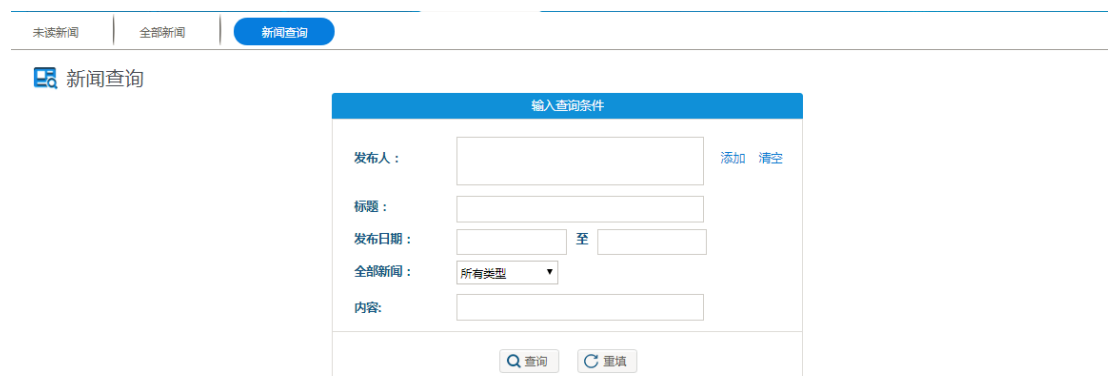 未读新闻 全部新闻 新闻查询
新闻查询
输入查询条件
发布人： 添加 清空
标题：
发布日期： 至
全部新闻： 所有类型
内容:
查询 重填